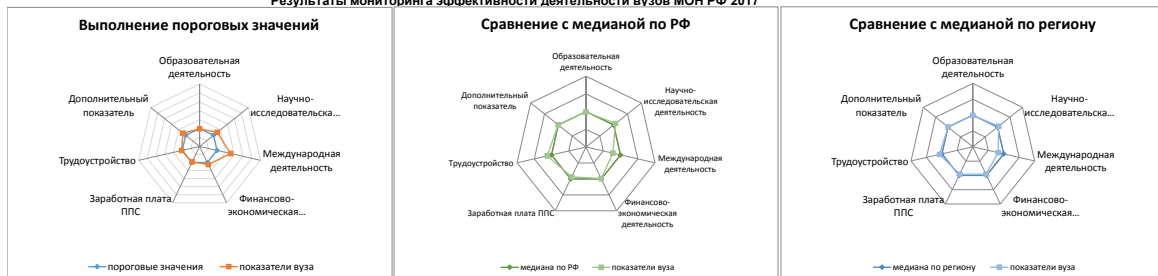 Результаты мониторинга эффективности деятельности вузов МОН РФ 2017
Выполнение пороговых значений
Образовательная
деятельность
Научно-
исследовательска...
Международная
деятельность
Финансово-
экономическая...
Заработная плата
ППС
Трудоустройство
Дополнительный
показатель
пороговые значения
показатели вуза
Сравнение с медианой по РФ
Образовательная
деятельность
Научно-
исследовательская
деятельность
Международная
деятельность
Финансово-
экономическая
деятельность
Заработная плата ППС
Трудоустройство
Дополнительный
показатель
медиана по РФ
показатели вуза
Сравнение с медианой по региону
Образовательная
деятельность
Научно-
исследовательска...
Международная
деятельность
Финансово-
экономическая...
Заработная плата
ППС
Трудоустройство
Дополнительный
показатель
медиана по региону
показатели вуза